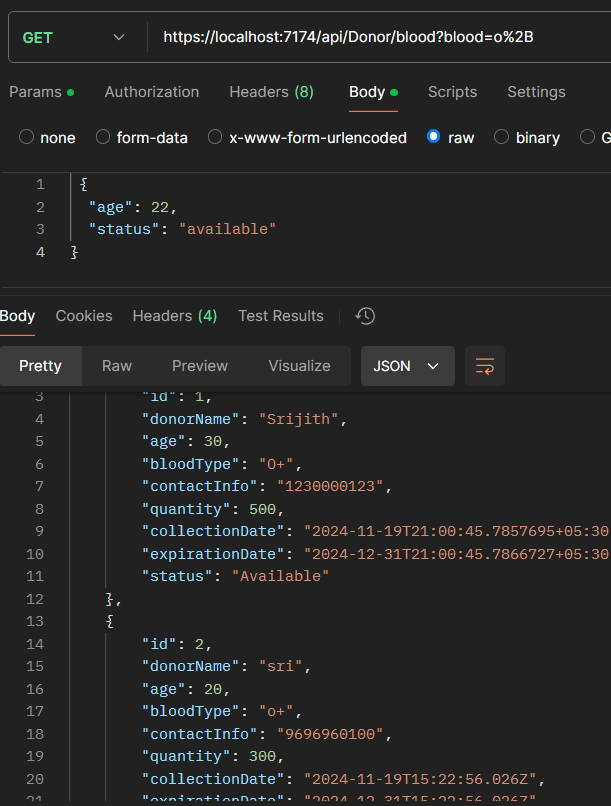 GET https://localhost:7174/api/Donor/blood?blood=o%2B
Params Authorization Headers (8) Body Scripts Settings
none form-data x-www-form-urlencoded raw binary G
1 {
2 "age": 22,
3 "status": "available"
4 }
Body Cookies Headers (4) Test Results
Pretty Raw Preview Visualize JSON
3 "id": 1,
4 "donorName": "Srijith",
5 "age": 30,
6 "bloodType": "O+",
7 "contactInfo": "1230000123",
8 "quantity": 500,
9 "collectionDate": "2024-11-19T21:00:45.7857695+05:30
10 "expirationDate": "2024-12-31T21:00:45.7866727+05:30
11 "status": "Available"
12 },
13 {
14 "id": 2,
15 "donorName": "sri",
16 "age": 20,
17 "bloodType": "o+",
18 "contactInfo": "9696960100",
19 "quantity": 300,
20 "collectionDate": "2024-11-19T15:22:56.026Z",
21 "expirationDate": "2024-12-31T15:22:56.026Z"